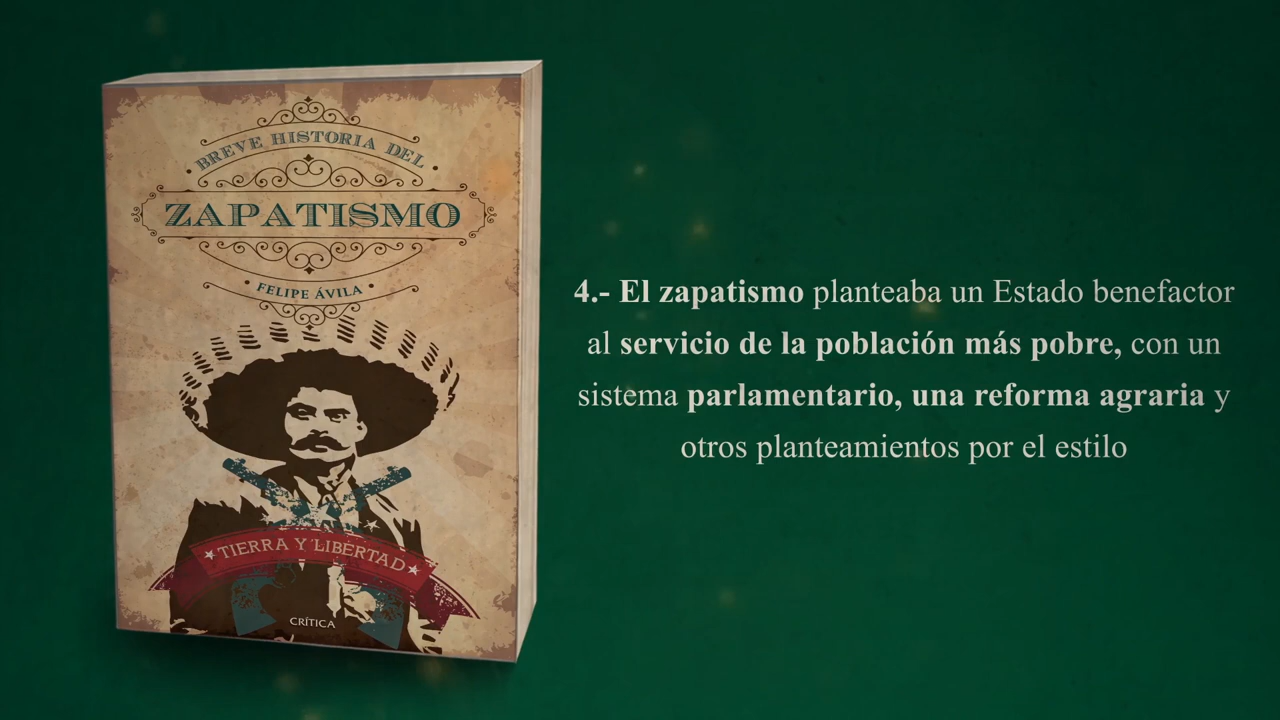 BREVE HISTORIA DEL
ZAPATISMO
• FELIPE ÁVILA •
TIERRA Y LIBERTAD
CRÍTICA
4.- El zapatismo planteaba un Estado benefactor
al servicio de la población más pobre, con un
sistema parlamentario, una reforma agraria y
otros planteamientos por el estilo